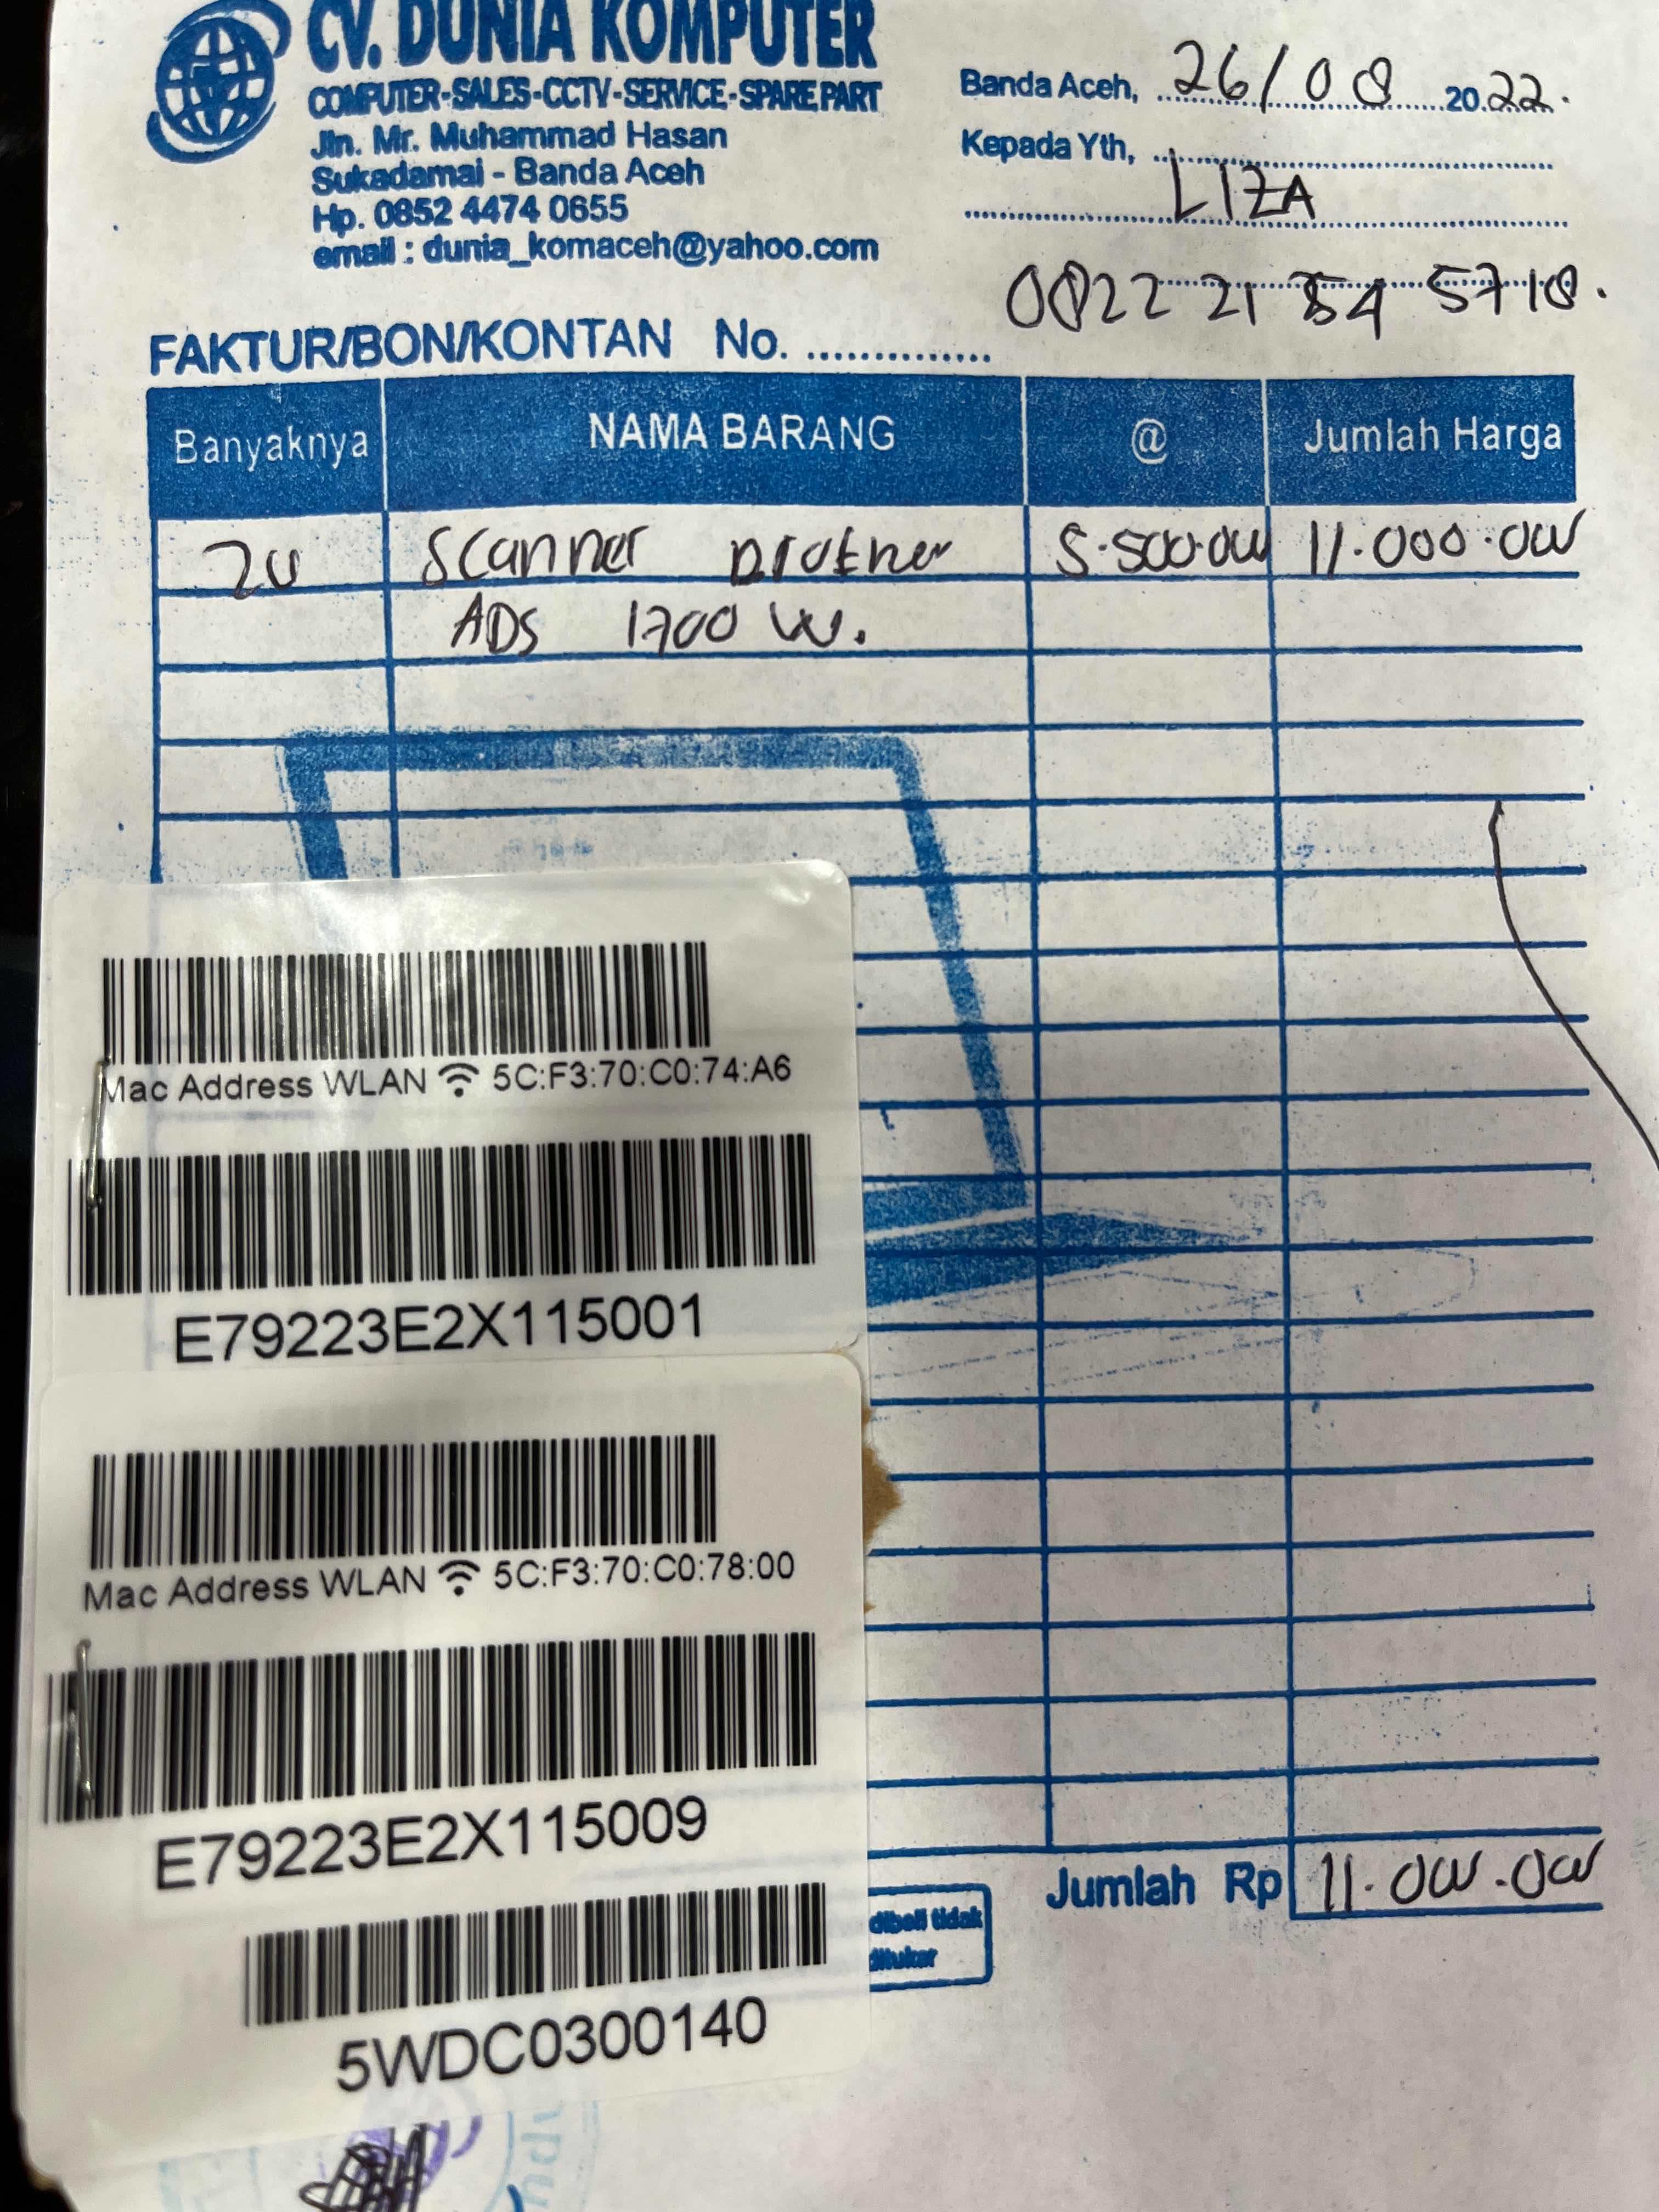 CV. DUNIA KOMPUTER
COMPUTER-SALES-CCTV-SERVICE-SPARE PART
Jln. Mr. Muhammad Hasan
Sukadamai - Banda Aceh
Hp. 0852 4474 0655
email : dunia_komaceh@yahoo.com
Banda Aceh, 26/08 2022.
Kepada Yth,
LIZA
0822 21 54 5718.
FAKTUR/BON/KONTAN No.
Banyaknya NAMA BARANG @ Jumlah Harga
2U Scanner Brother 5.500.000 11.000.000
ADS 1700 W.
Mac Address WLAN 5C:F3:70:C0:74:A6
E79223E2X115001
Mac Address WLAN 5C:F3:70:C0:78:00
E79223E2X115009
5WDC0300140
Jumlah Rp 11.000.000
dibeli tidak
ditukar